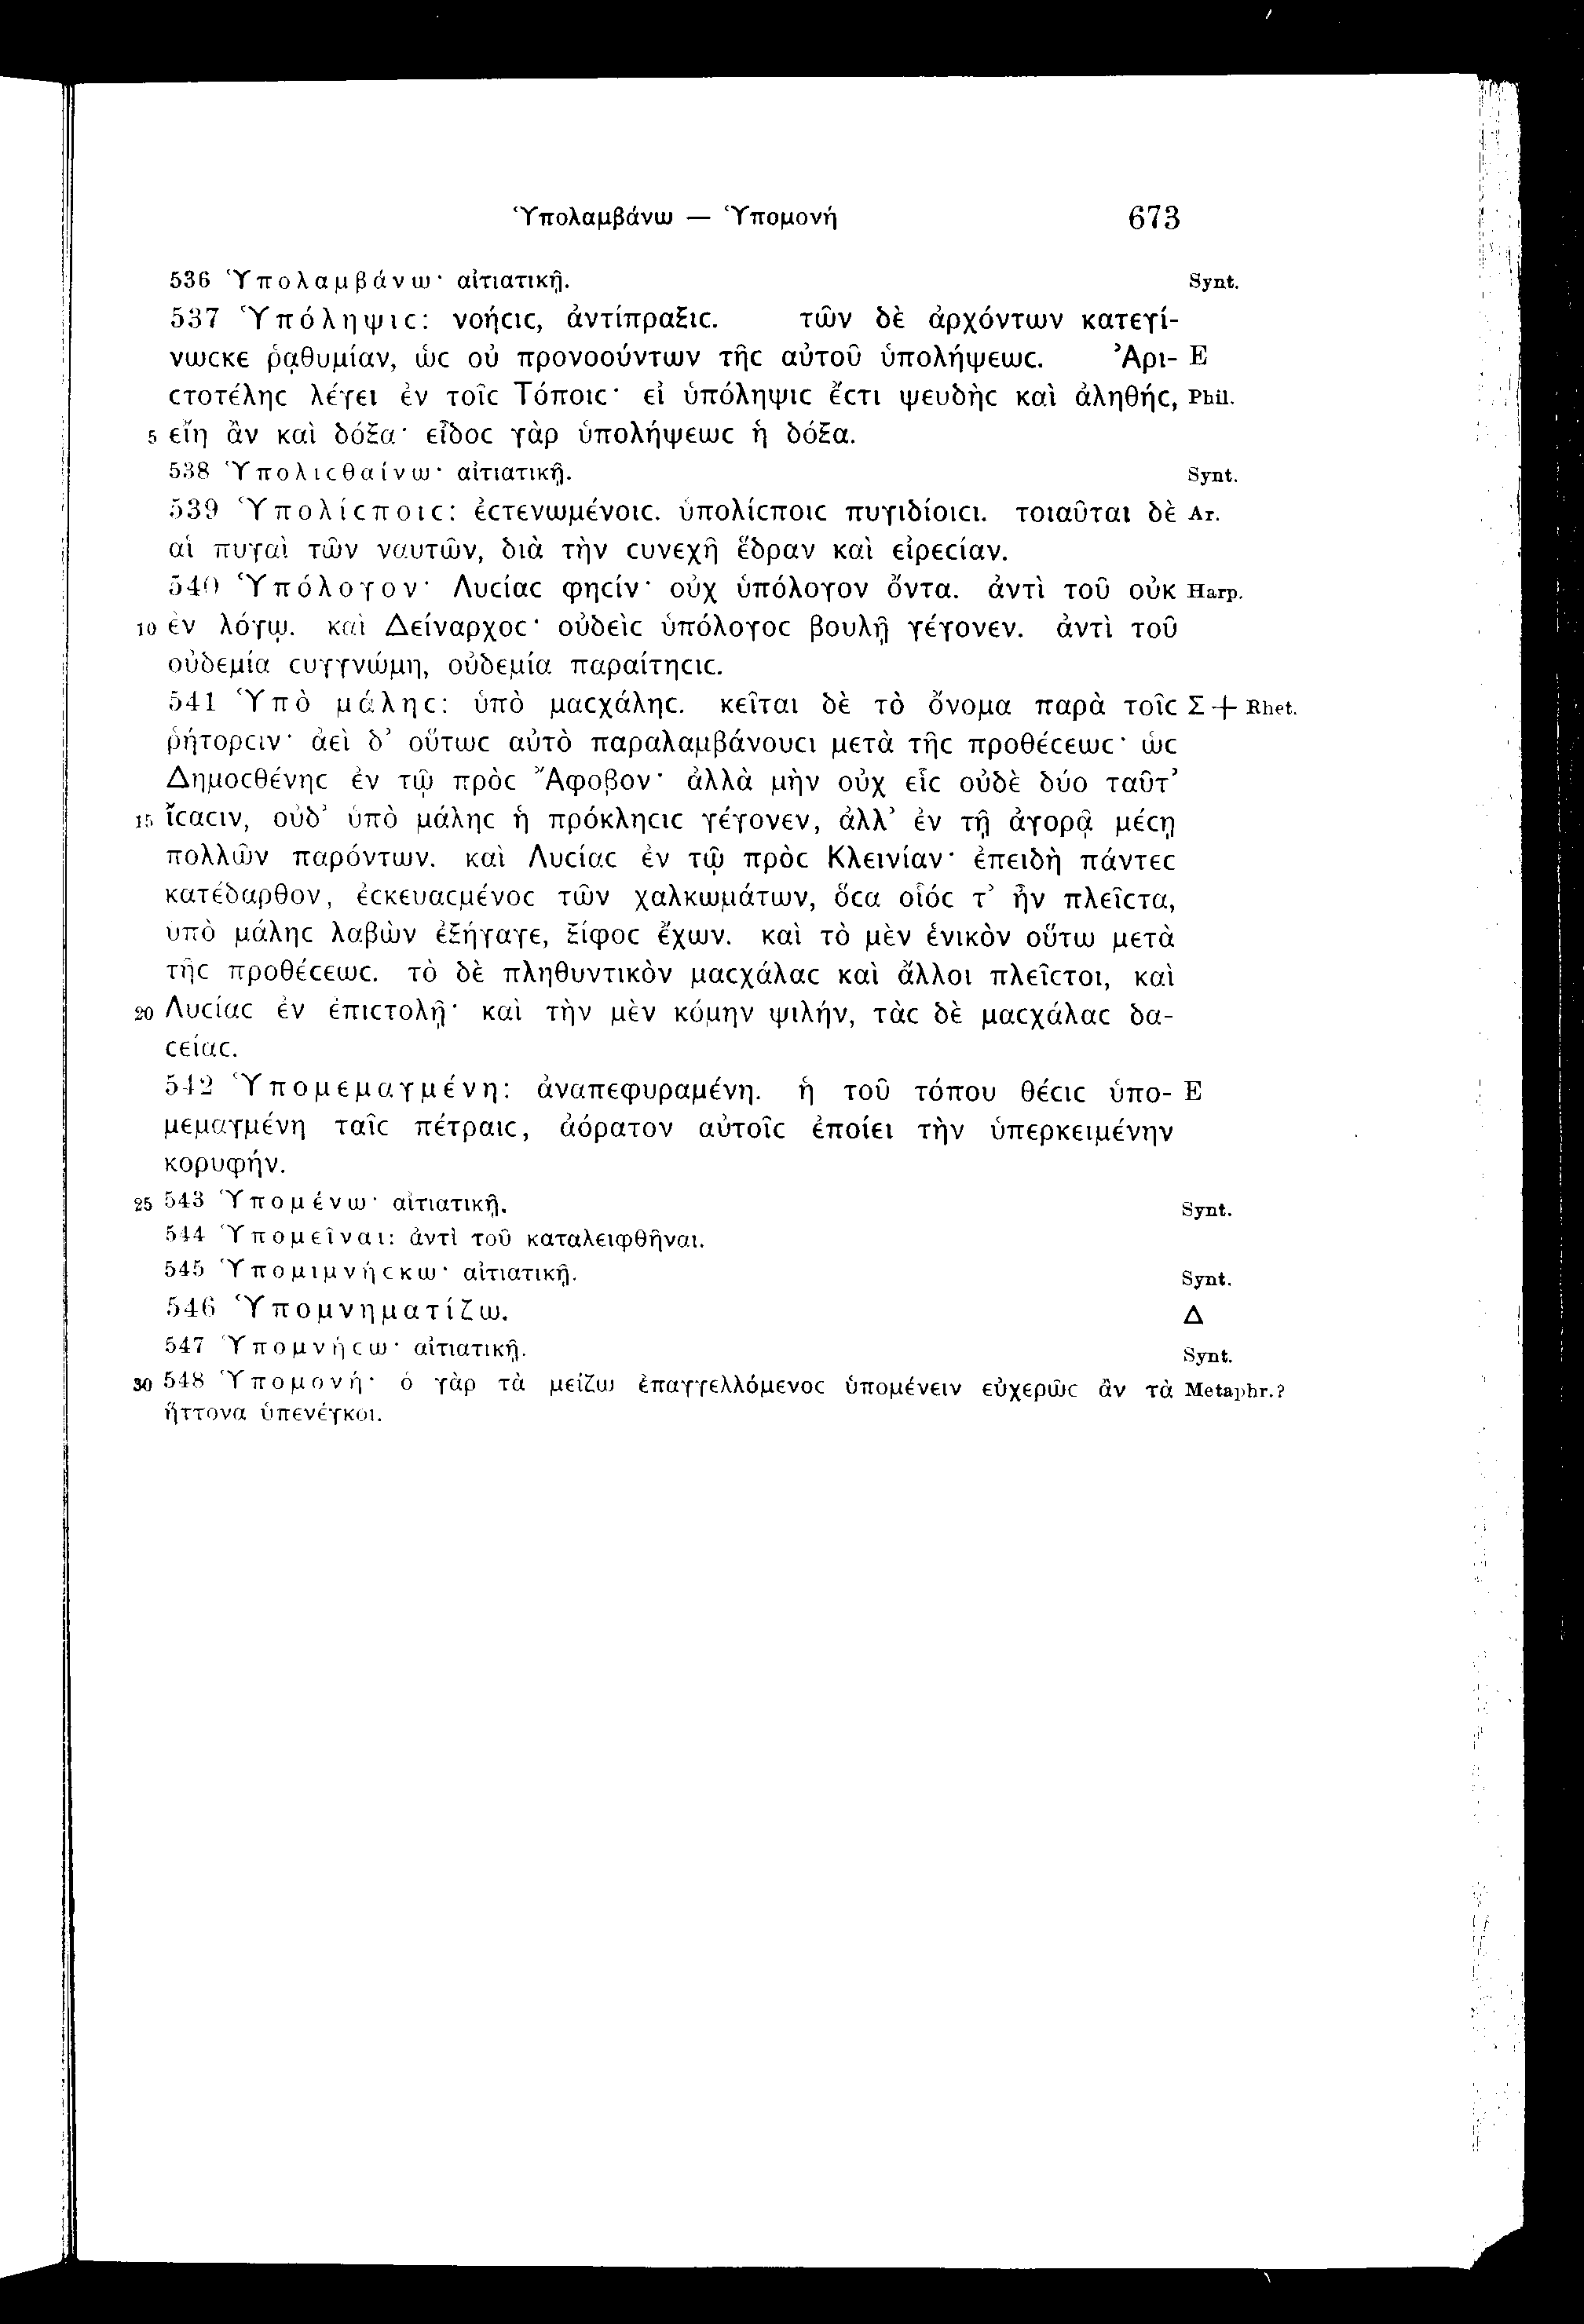 Ὑπολαμβάνω — Ὑπομονή 673
536 Ὑπολαμβάνω· αἰτιατικῇ. Synt.
537 Ὑπόληψιϲ: νοήϲιϲ, ἀντίπραξιϲ. τῶν δὲ ἀρχόντων κατεγί-
νωϲκε ῥᾳθυμίαν, ὡϲ οὐ προνοούντων τῆϲ αὐτοῦ ὑπολήψεωϲ. Ἀρι- E
ϲτοτέληϲ λέγει ἐν τοῖϲ Τόποιϲ· εἰ ὑπόληψιϲ ἔϲτι ψευδὴϲ καὶ ἀληθήϲ, Phil.
5 εἴη ἂν καὶ δόξα· εἶδοϲ γὰρ ὑπολήψεωϲ ἡ δόξα.
538 Ὑπολιϲθαίνω· αἰτιατικῇ. Synt.
539 Ὑπολίϲποιϲ: ἐϲτενωμένοιϲ. ὑπολίϲποιϲ πυγιδίοιϲι. τοιαῦται δὲ Ar.
αἱ πυγαὶ τῶν ναυτῶν, διὰ τὴν ϲυνεχῆ ἕδραν καὶ εἰρεϲίαν.
540 Ὑπόλογον· Λυϲίαϲ φηϲίν· οὐχ ὑπόλογον ὄντα. ἀντὶ τοῦ οὐκ Harp.
10 ἐν λόγῳ. καὶ Δείναρχοϲ· οὐδεὶϲ ὑπόλογοϲ βουλῇ γέγονεν. ἀντὶ τοῦ
οὐδεμία ϲυγγνώμη, οὐδεμία παραίτηϲιϲ.
541 Ὑπὸ μάληϲ: ὑπὸ μαϲχάληϲ. κεῖται δὲ τὸ ὄνομα παρὰ τοῖϲ Σ + Rhet.
ῥήτορϲιν· ἀεὶ δ’ οὕτωϲ αὐτὸ παραλαμβάνουϲι μετὰ τῆϲ προθέϲεωϲ· ὡϲ
Δημοϲθένηϲ ἐν τῷ πρὸϲ Ἄφοβον· ἀλλὰ μὴν οὐχ εἷϲ οὐδὲ δύο ταῦτ’
15 ἴϲαϲιν, οὐδ’ ὑπὸ μάληϲ ἡ πρόκληϲιϲ γέγονεν, ἀλλ’ ἐν τῇ ἀγορᾷ μέϲῃ
πολλῶν παρόντων. καὶ Λυϲίαϲ ἐν τῷ πρὸϲ Κλεινίαν· ἐπειδὴ πάντεϲ
κατέδαρθον, ἐϲκευαϲμένοϲ τῶν χαλκωμάτων, ὅϲα οἷόϲ τ’ ἦν πλεῖϲτα,
ὑπὸ μάληϲ λαβὼν ἐξήγαγε, ξίφοϲ ἔχων. καὶ τὸ μὲν ἑνικὸν οὕτω μετὰ
τῆϲ προθέϲεωϲ. τὸ δὲ πληθυντικὸν μαϲχάλαϲ καὶ ἄλλοι πλεῖϲτοι, καὶ
20 Λυϲίαϲ ἐν ἐπιϲτολῇ· καὶ τὴν μὲν κόμην ψιλήν, τὰϲ δὲ μαϲχάλαϲ δα-
ϲείαϲ.
542 Ὑπομεμαγμένη: ἀναπεφυραμένη. ἡ τοῦ τόπου θέϲιϲ ὑπο- E
μεμαγμένη ταῖϲ πέτραιϲ, ἀόρατον αὐτοῖϲ ἐποίει τὴν ὑπερκειμένην
κορυφήν.
25 543 Ὑπομένω· αἰτιατικῇ. Synt.
544 Ὑπομεῖναι: ἀντὶ τοῦ καταλειφθῆναι.
545 Ὑπομιμνήϲκω· αἰτιατικῇ. Synt.
546 Ὑπομνηματίζω. Δ
547 Ὑπομνήϲω· αἰτιατικῇ. Synt.
30 548 Ὑπομονή· ὁ γὰρ τὰ μείζω ἐπαγγελλόμενοϲ ὑπομένειν εὐχερῶϲ ἂν τὰ Metaphr.?
ἥττονα ὑπενέγκοι.